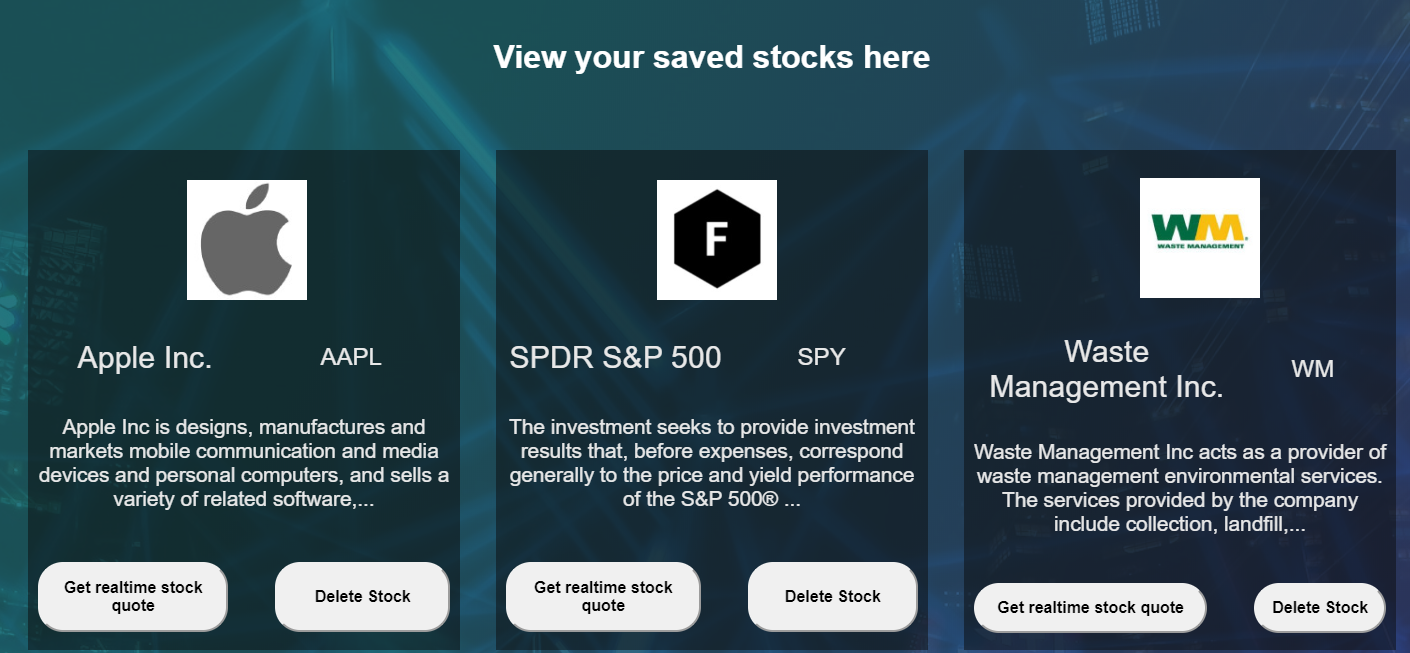 View your saved stocks here
F
WM
WASTE MANAGEMENT
Apple Inc.
AAPL
Apple Inc is designs, manufactures and
markets mobile communication and media
devices and personal computers, and sells a
variety of related software,...
Get realtime stock
quote
Delete Stock
SPDR S&P 500
SPY
The investment seeks to provide investment
results that, before expenses, correspond
generally to the price and yield performance
of the S&P 500® ...
Get realtime stock
quote
Delete Stock
Waste
Management Inc.
WM
Waste Management Inc acts as a provider of
waste management environmental services.
The services provided by the company
include collection, landfill,...
Get realtime stock quote
Delete Stock